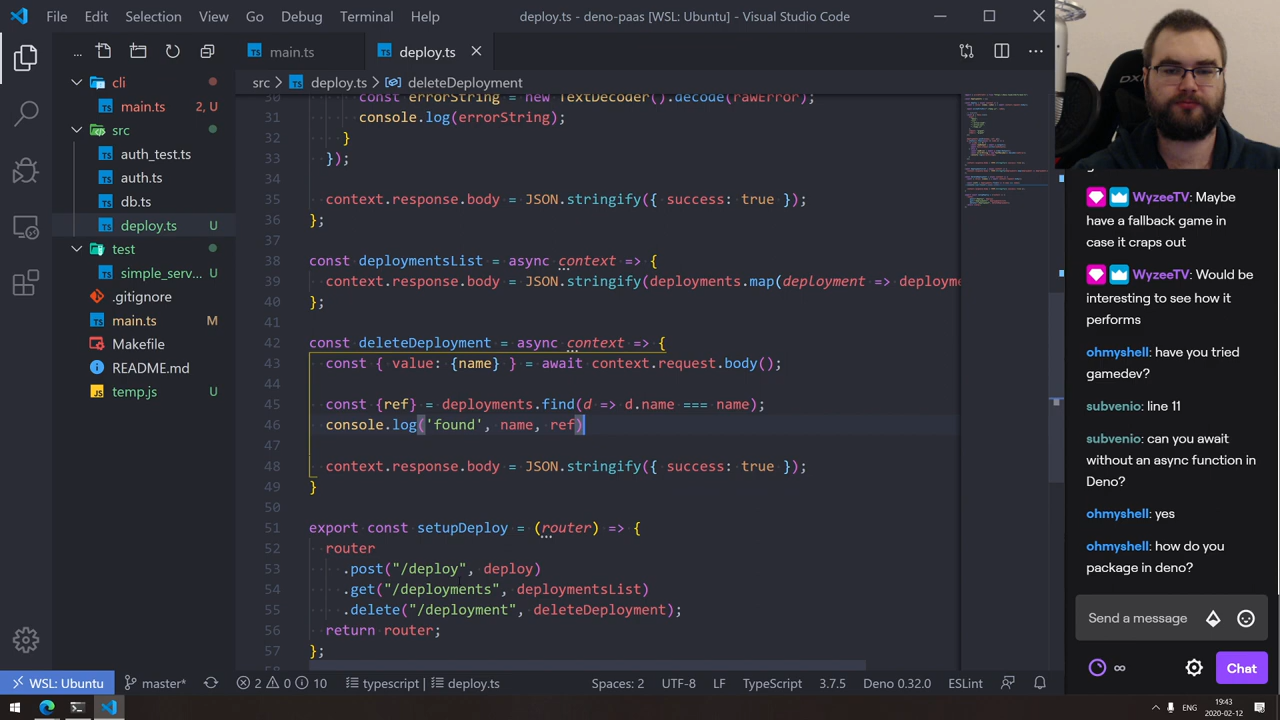 File Edit Selection View Go Debug Terminal Help
deploy.ts - deno-paas [WSL: Ubuntu] - Visual Studio Code
main.ts
deploy.ts
src > deploy.ts > deleteDeployment
cli
main.ts 2, U
src
auth_test.ts
auth.ts
db.ts
deploy.ts U
test
simple_serv... U
.gitignore
main.ts M
Makefile
README.md
temp.js
30 const errorString = new TextDecoder().decode(rawError);
31 console.log(errorString);
32 }
33 });
34
35 context.response.body = JSON.stringify({ success: true });
36 };
37
38 const deploymentsList = async context => {
39 context.response.body = JSON.stringify(deployments.map(deployment => deployme
40 };
41
42 const deleteDeployment = async context => {
43 const { value: {name} } = await context.request.body();
44
45 const {ref} = deployments.find(d => d.name === name);
46 console.log('found', name, ref)
47
48 context.response.body = JSON.stringify({ success: true });
49 }
50
51 export const setupDeploy = (router) => {
52 router
53 .post("/deploy", deploy)
54 .get("/deployments", deploymentsList)
55 .delete("/deployment", deleteDeployment);
56 return router;
57 };
58
WSL: Ubuntu master* 2 0 10 typescript | deploy.ts Spaces: 2 UTF-8 LF TypeScript 3.7.5 Deno 0.32.0 ESLint
WyzeeTV: Maybe
have a fallback game in
case it craps out
WyzeeTV: Would be
interesting to see how it
performs
ohmyshell: have you tried
gamedev?
subvenio: line 11
subvenio: can you await
without an async function in
Deno?
ohmyshell: yes
ohmyshell: how do you
package in deno?
Send a message
∞
Chat
ENG
19:43
2020-02-12